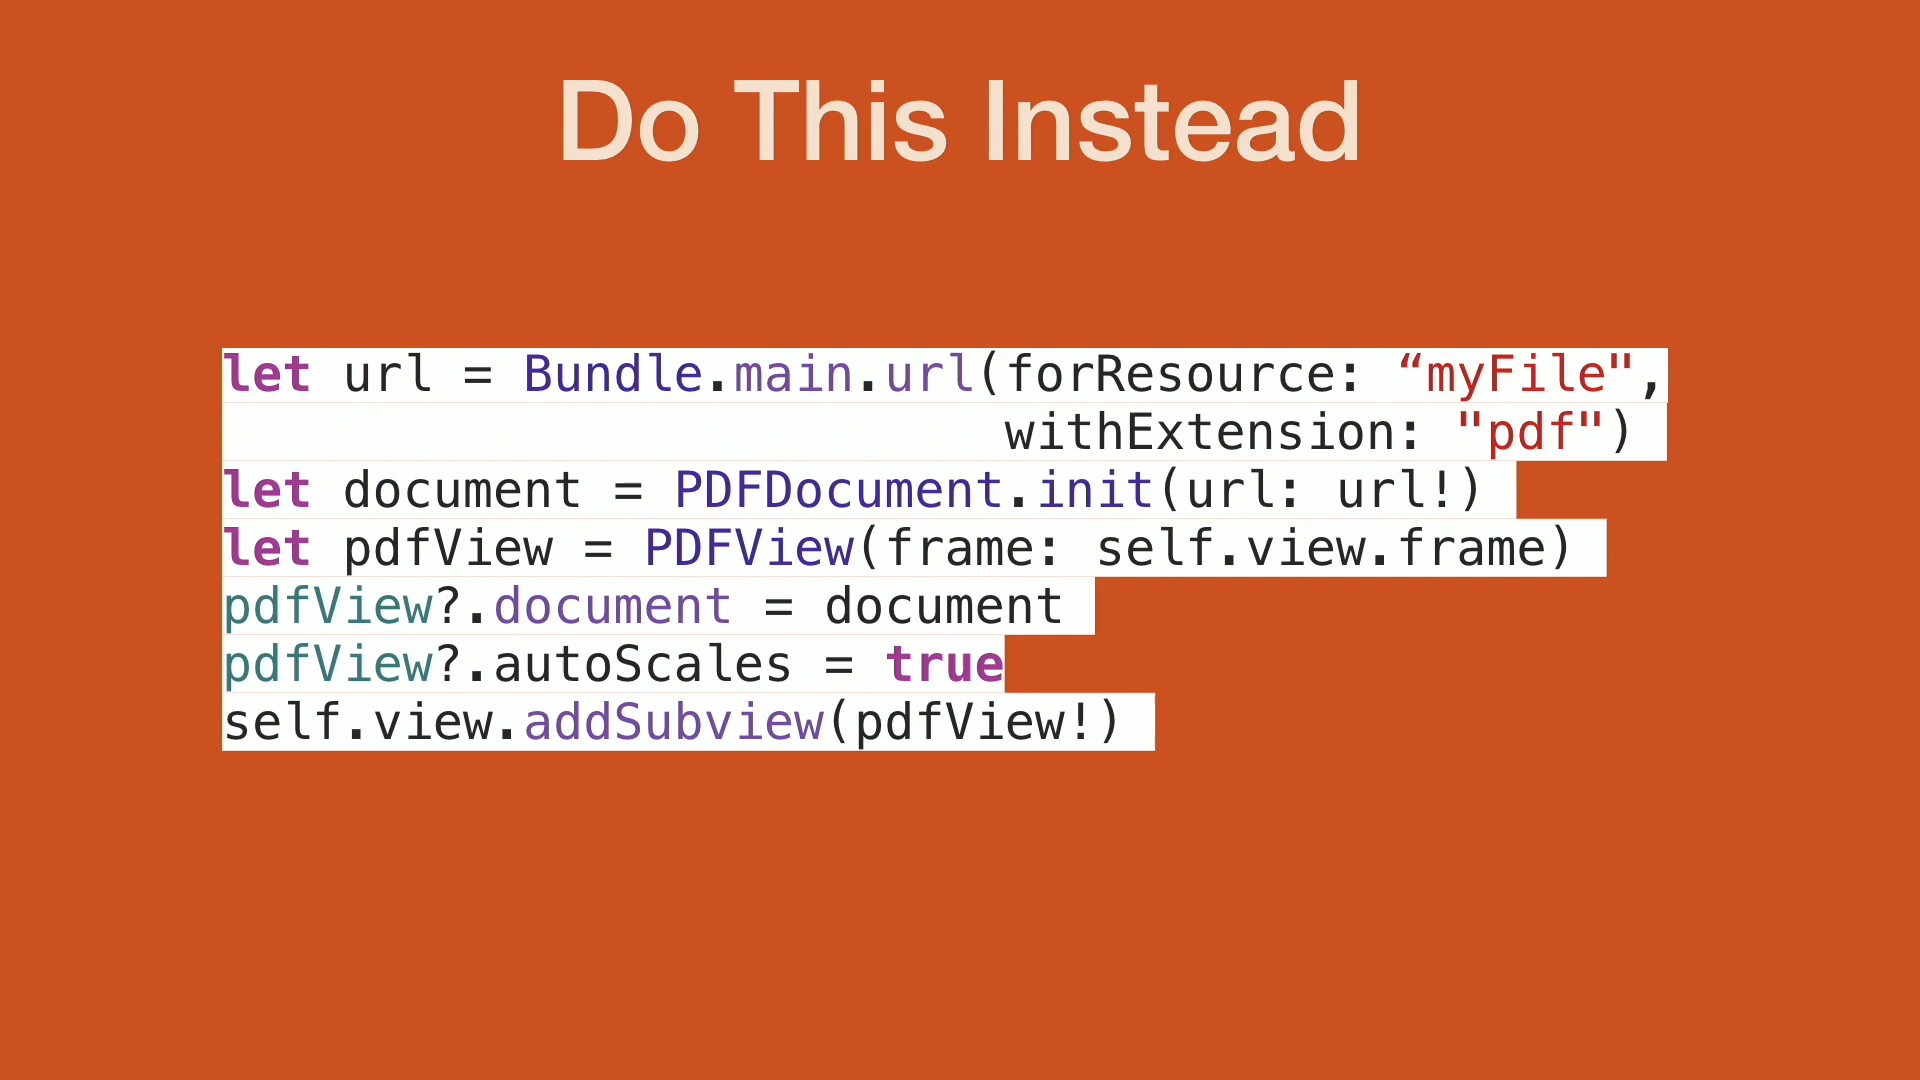 Do This Instead
let url = Bundle.main.url(forResource: “myFile",
withExtension: "pdf")
let document = PDFDocument.init(url: url!)
let pdfView = PDFView(frame: self.view.frame)
pdfView?.document = document
pdfView?.autoScales = true
self.view.addSubview(pdfView!)